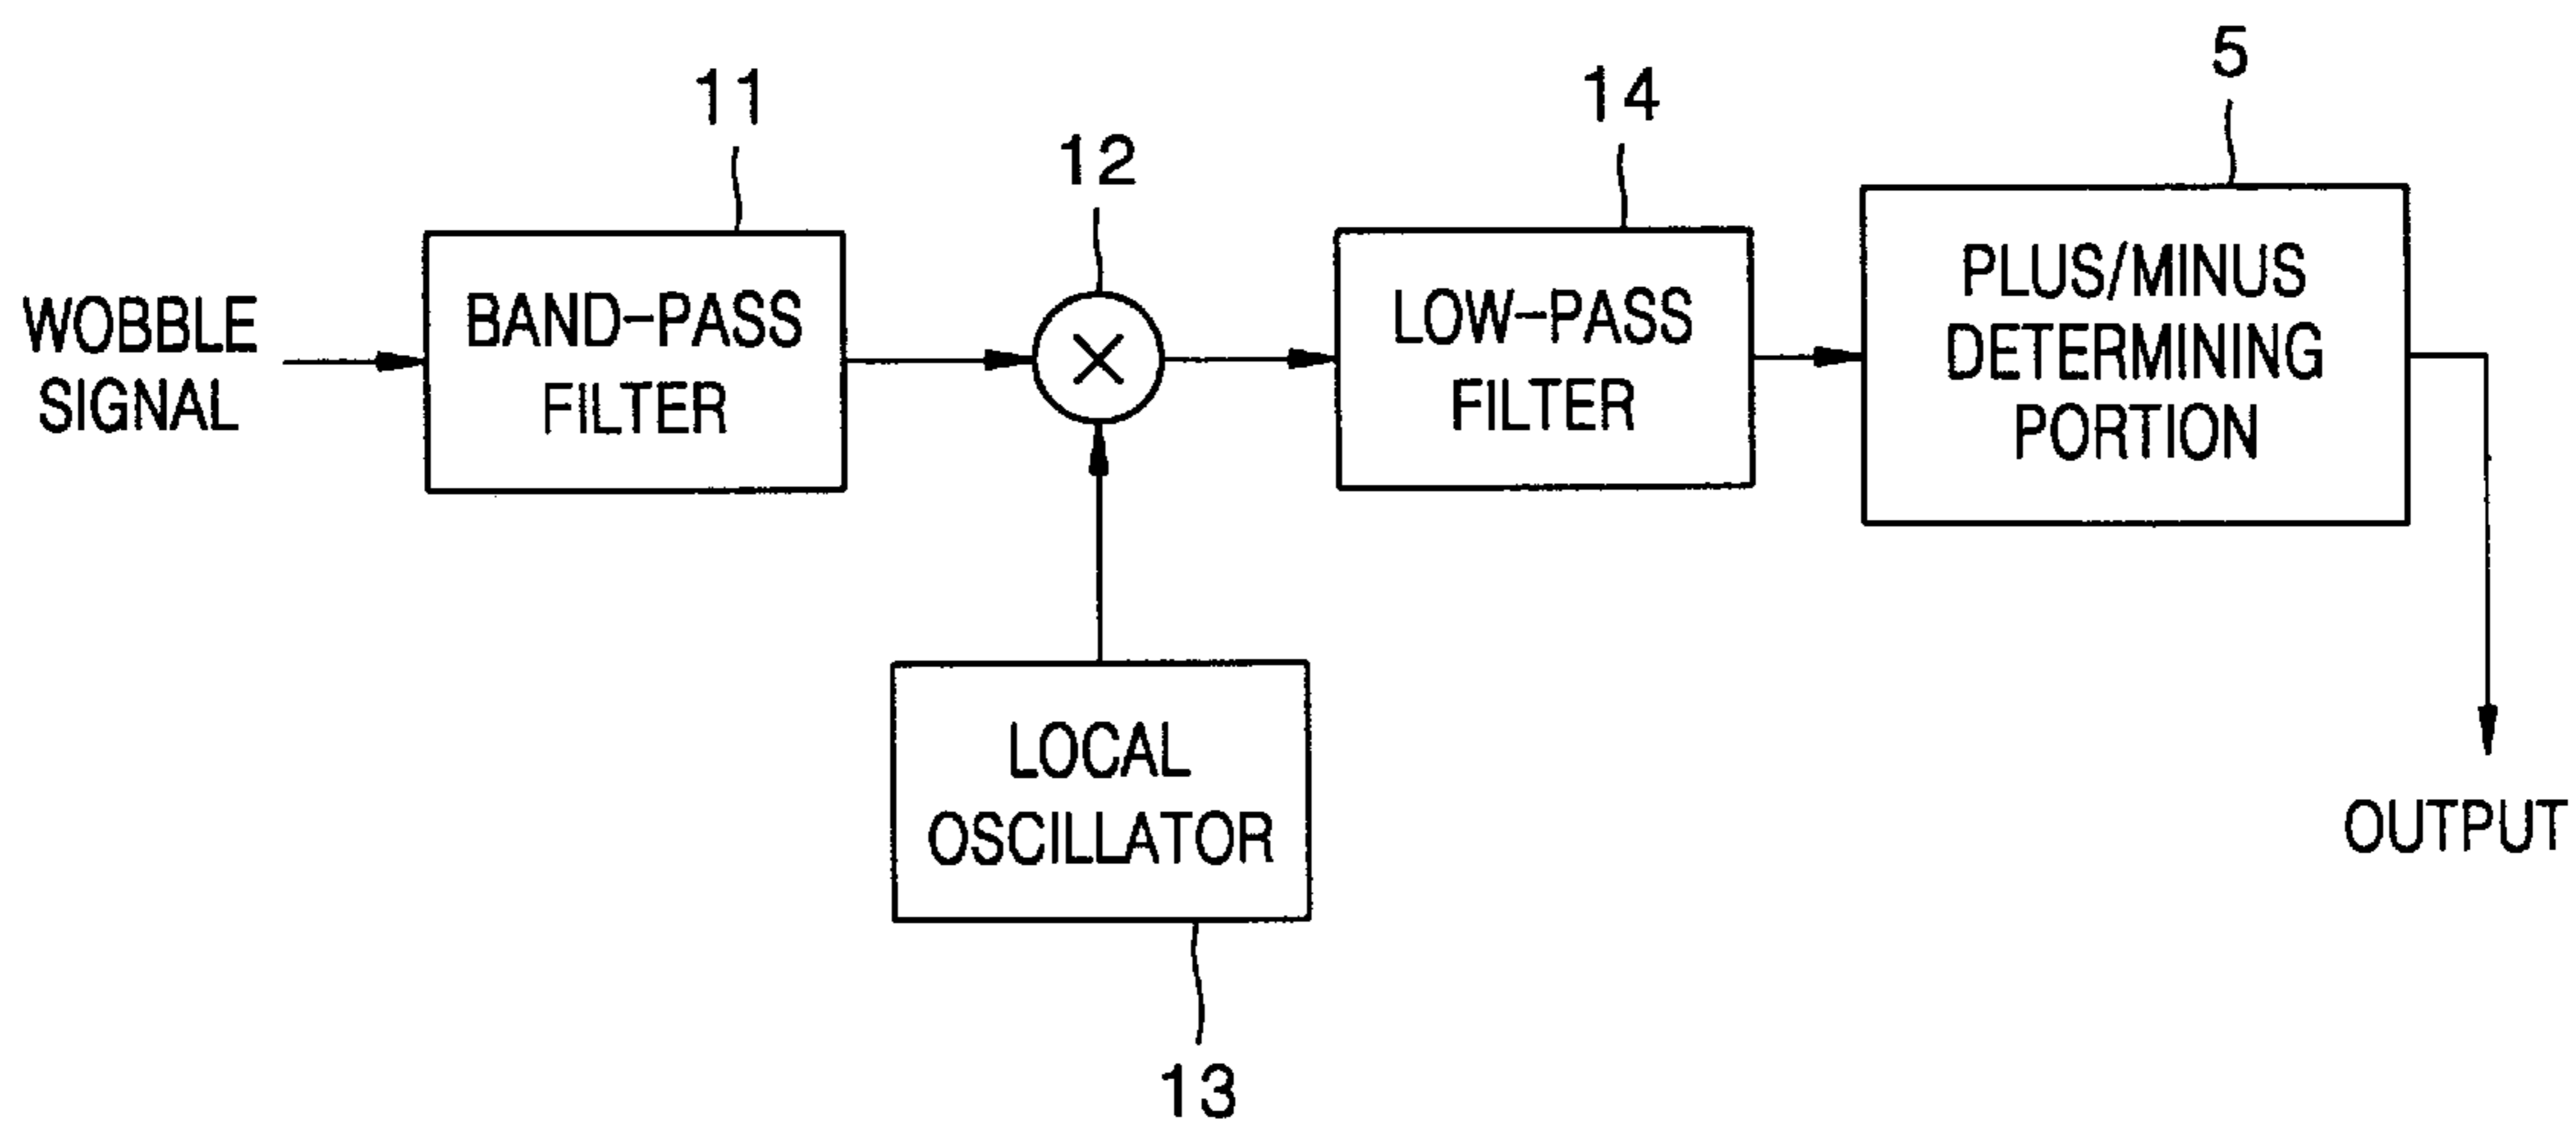 11
12
14
5
WOBBLE
SIGNAL
BAND-PASS
FILTER
LOW-PASS
FILTER
PLUS/MINUS
DETERMINING
PORTION
LOCAL
OSCILLATOR
OUTPUT
13